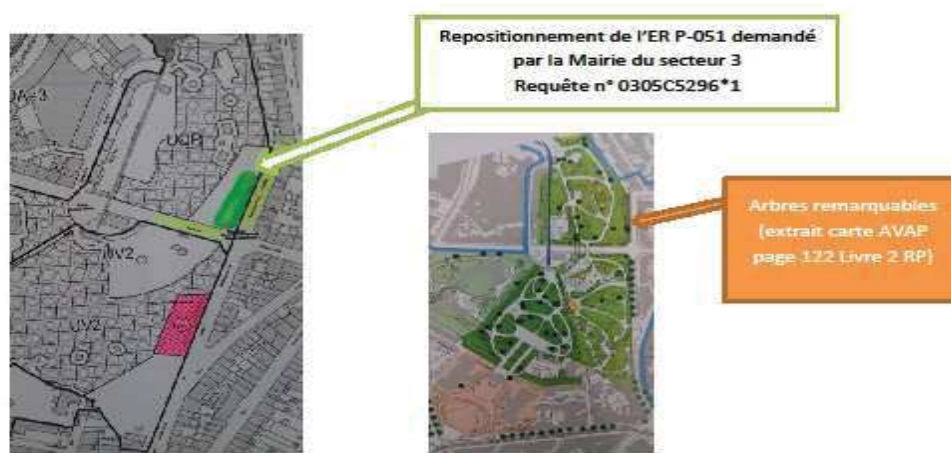 Repositionnement de l'ER P-051 demandé
par la Mairie du secteur 3
Requête n° 0305C5296*1
Arbres remarquables
(extrait carte AVAP
page 122 Livre 2 RP)
UV2
UV2